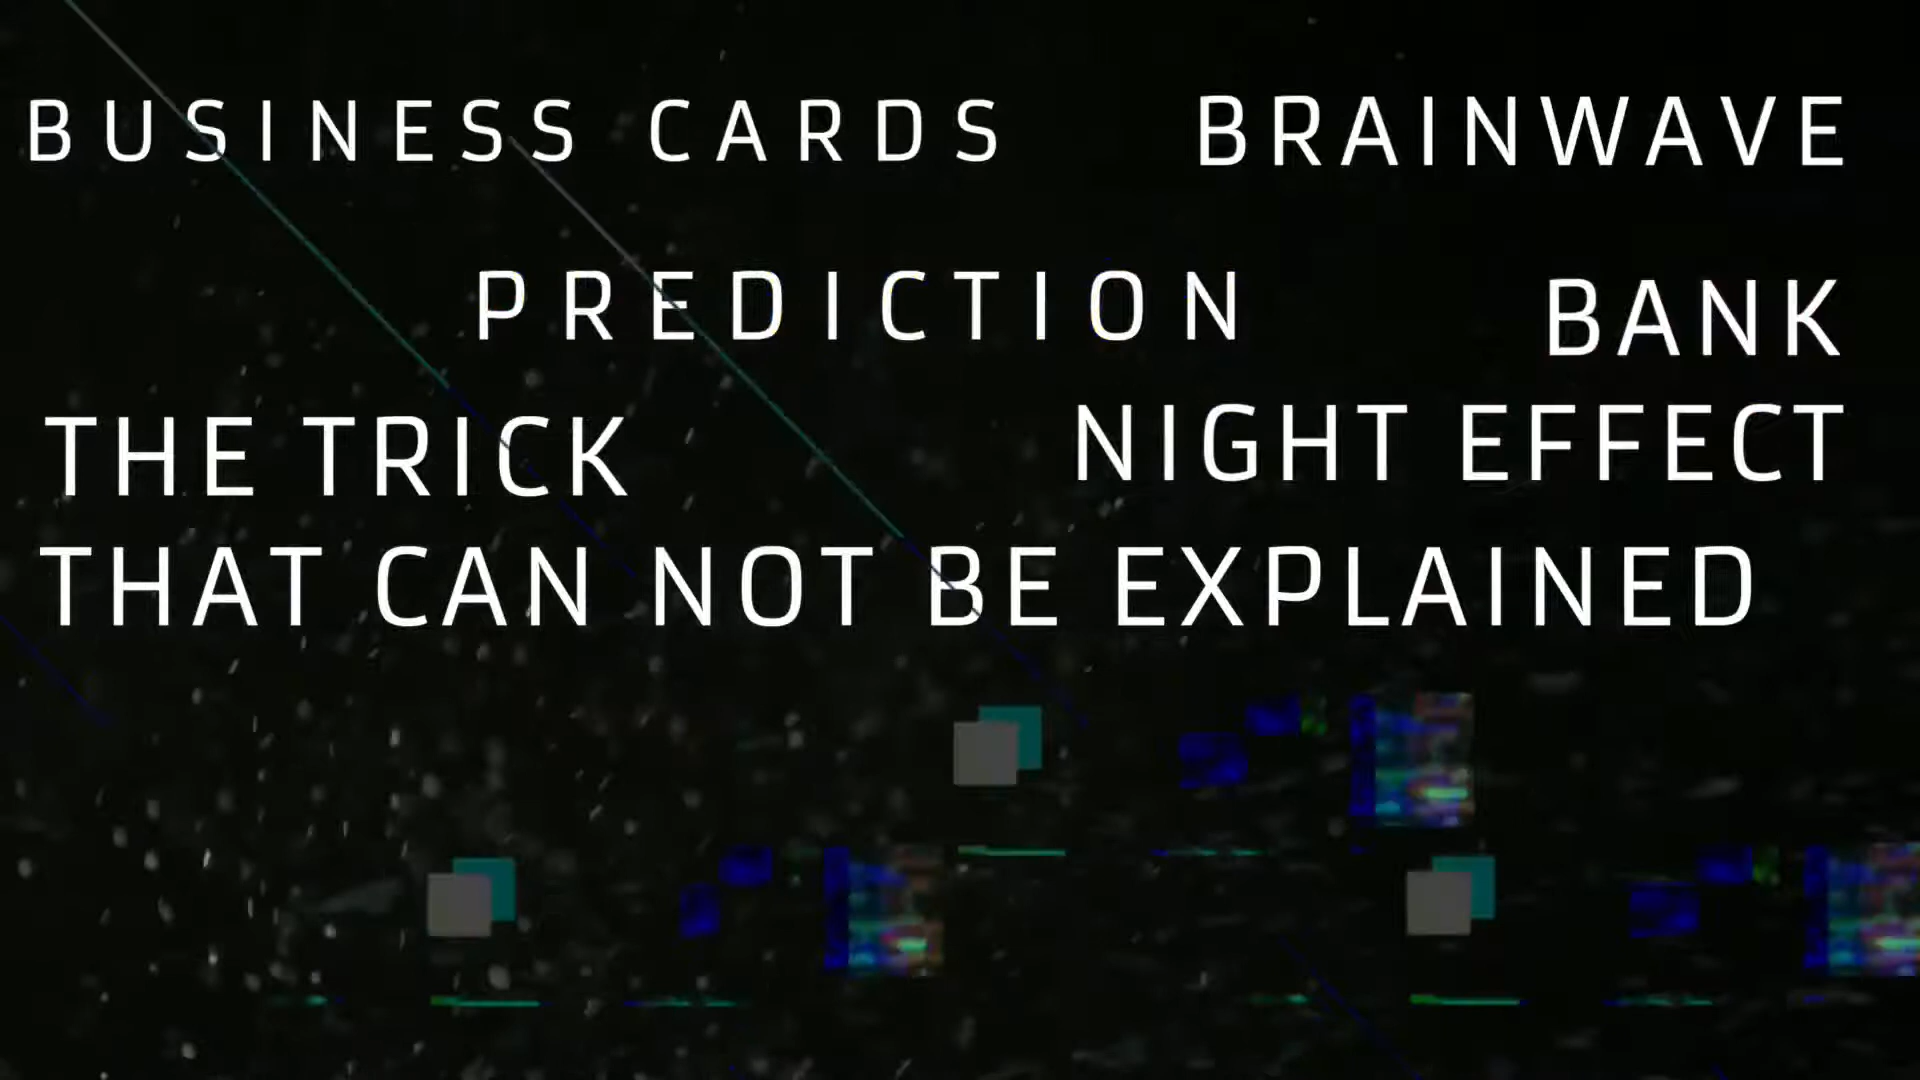 BUSINESS CARDS
BRAINWAVE
PREDICTION
BANK
THE TRICK
NIGHT EFFECT
THAT CAN NOT BE EXPLAINED